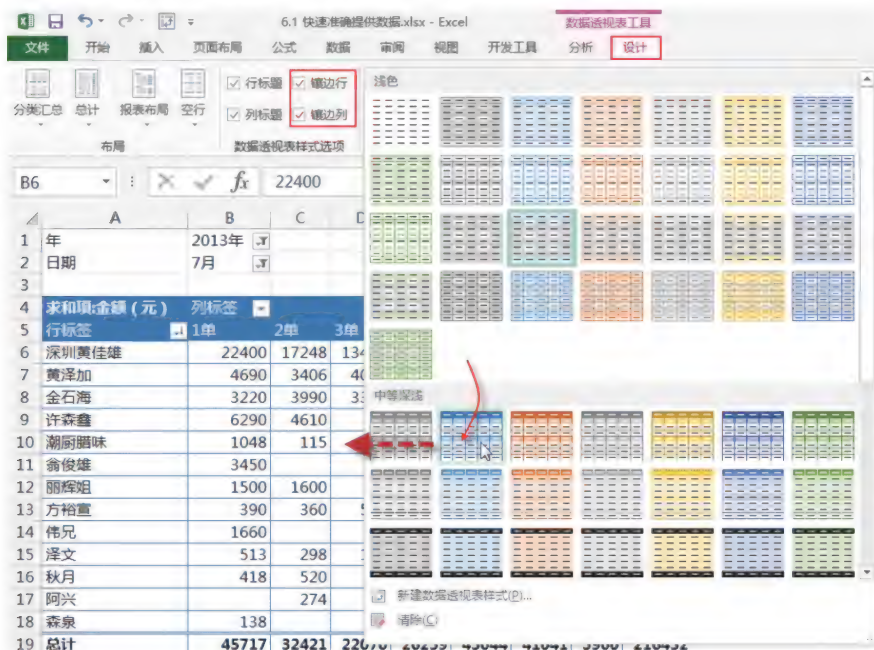 6.1 快速准确提供数据.xlsx - Excel
数据透视表工具
文件 开始 插入 页面布局 公式 数据 审阅 视图 开发工具 分析 设计
分类汇总 总计 报表布局 空行
行标题 镶边行
列标题 镶边列
布局 数据透视表样式选项
浅色
B6 fx 22400
A B C D
1 年 2013年
2 日期 7月
3
4 求和项:金额(元) 列标签
5 行标签 1单 2单 3单
6 深圳黄佳雄 22400 17248
7 黄泽加 4690 3406
8 金石海 3220 3990
9 许森鑫 6290 4610
10 潮厨腊味 1048 115
11 翁俊雄 3450
12 丽辉姐 1500 1600
13 方裕宣 390 360
14 伟兄 1660
15 泽文 513 298
16 秋月 418 520
17 阿兴 274
18 森泉 138
19 总计 45717 32421
中等深浅
新建数据透视表样式(P)...
清除(C)